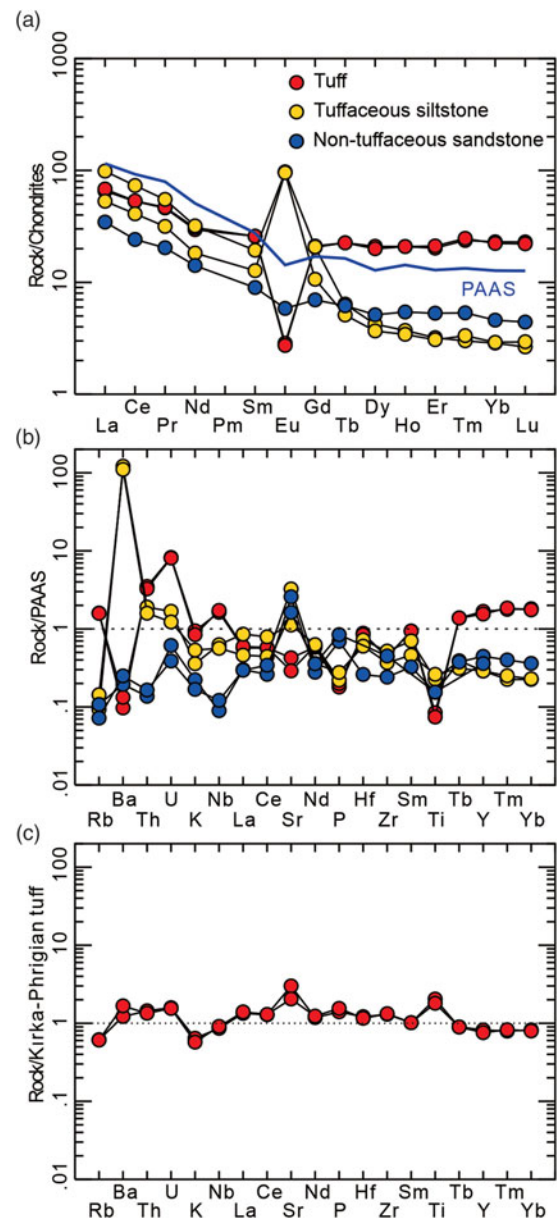 (a)
1000
100
10
1
Rock/Chondrites
Tuff
Tuffaceous siltstone
Non-tuffaceous sandstone
PAAS
Ce Nd Sm Gd Dy Er Yb
La Pr Pm Eu Tb Ho Tm Lu
(b)
100
10
1
.1
.01
Rock/PAAS
Ba U Nb Ce Nd Hf Sm Tb Tm
Rb Th K La Sr P Zr Ti Y Yb
(c)
100
10
1
.1
.01
Rock/Kırka-Phrigian tuff
Ba U Nb Ce Nd Hf Sm Tb Tm
Rb Th K La Sr P Zr Ti Y Yb